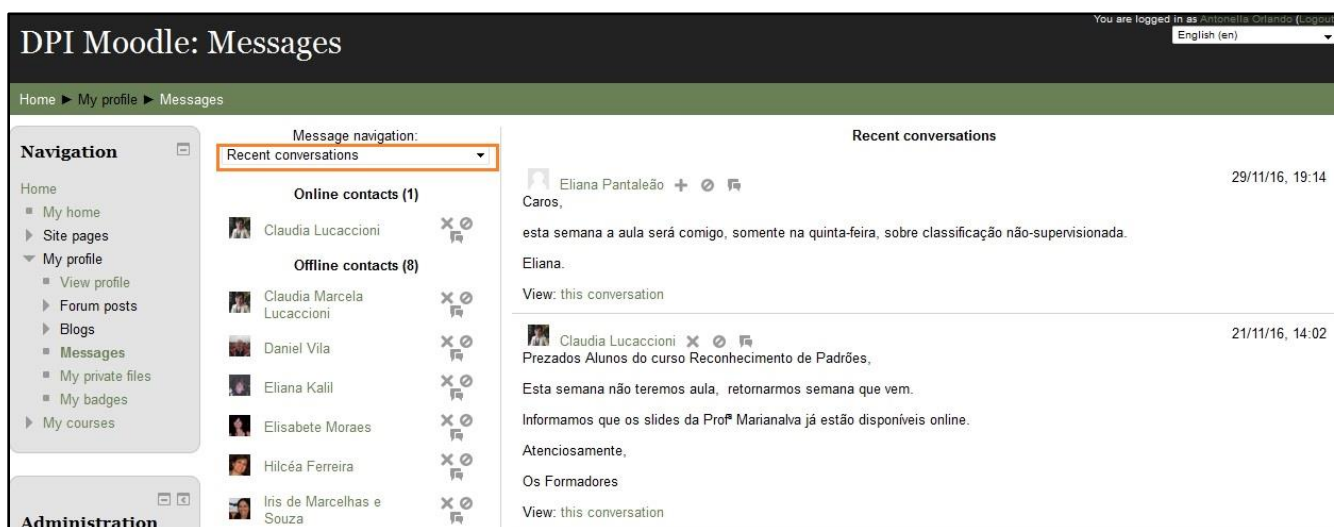 You are logged in as Antonella Orlando (Logout
DPI Moodle: Messages
English (en)
Home ► My profile ► Messages
Navigation
Home
My home
Site pages
My profile
View profile
Forum posts
Blogs
Messages
My private files
My badges
My courses
Administration
Message navigation:
Recent conversations
Online contacts (1)
Claudia Lucaccioni
Offline contacts (8)
Claudia Marcela
Lucaccioni
Daniel Vila
Eliana Kalil
Elisabete Moraes
Hilcéa Ferreira
Iris de Marcelhas e
Souza
Recent conversations
Eliana Pantaleão
29/11/16, 19:14
Caros,
esta semana a aula será comigo, somente na quinta-feira, sobre classificação não-supervisionada.
Eliana.
View: this conversation
Claudia Lucaccioni
21/11/16, 14:02
Prezados Alunos do curso Reconhecimento de Padrões,
Esta semana não teremos aula, retornarmos semana que vem.
Informamos que os slides da Profª Marianalva já estão disponíveis online.
Atenciosamente,
Os Formadores
View: this conversation